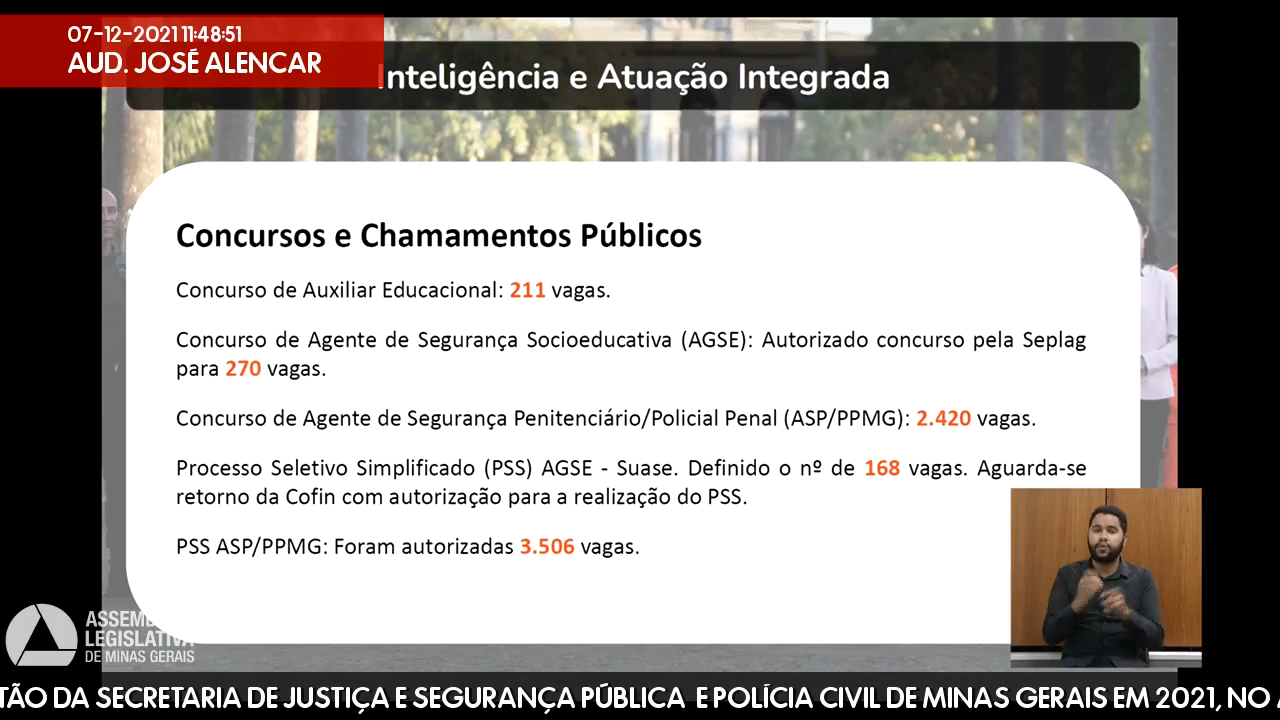 07-12-2021 11:48:51
AUD. JOSÉ ALENCAR
Inteligência e Atuação Integrada
Concursos e Chamamentos Públicos
Concurso de Auxiliar Educacional: 211 vagas.
Concurso de Agente de Segurança Socioeducativa (AGSE): Autorizado concurso pela Seplag
para 270 vagas.
Concurso de Agente de Segurança Penitenciário/Policial Penal (ASP/PPMG): 2.420 vagas.
Processo Seletivo Simplificado (PSS) AGSE - Suase. Definido o nº de 168 vagas. Aguarda-se
retorno da Cofin com autorização para a realização do PSS.
PSS ASP/PPMG: Foram autorizadas 3.506 vagas.
ASSEMBLEIA
LEGISLATIVA
DE MINAS GERAIS
TÃO DA SECRETARIA DE JUSTIÇA E SEGURANÇA PÚBLICA E POLÍCIA CIVIL DE MINAS GERAIS EM 2021, NO